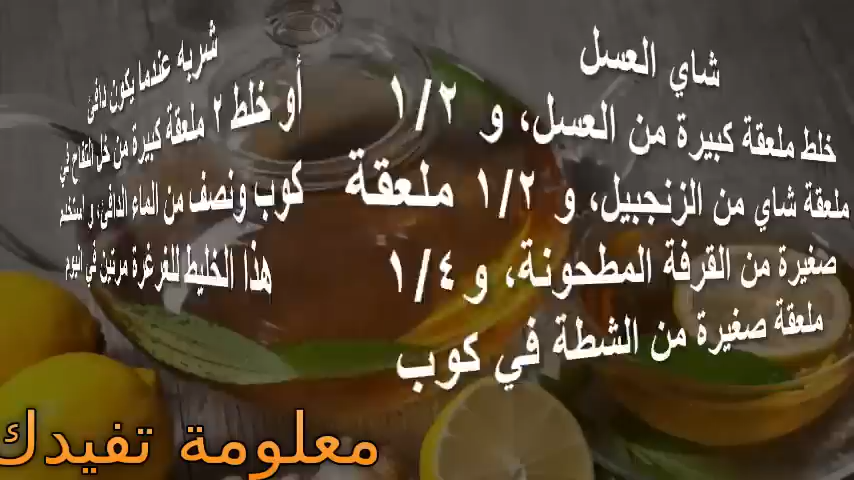 شاي العسل
خلط ملعقة كبيرة من العسل، و ١/٢
ملعقة شاي من الزنجبيل، و ١/٢ ملعقة
صغيرة من القرفة المطحونة، و ١/٤
ملعقة صغيرة من الشطة في كوب
شربه عندما يكون دافئ
أو خلط ٢ ملعقة كبيرة من خل التفاح في
كوب ونصف من الماء الدافئ، و استخدم
هذا الخليط للغرغرة مرتين في اليوم
معلومة تفيدك